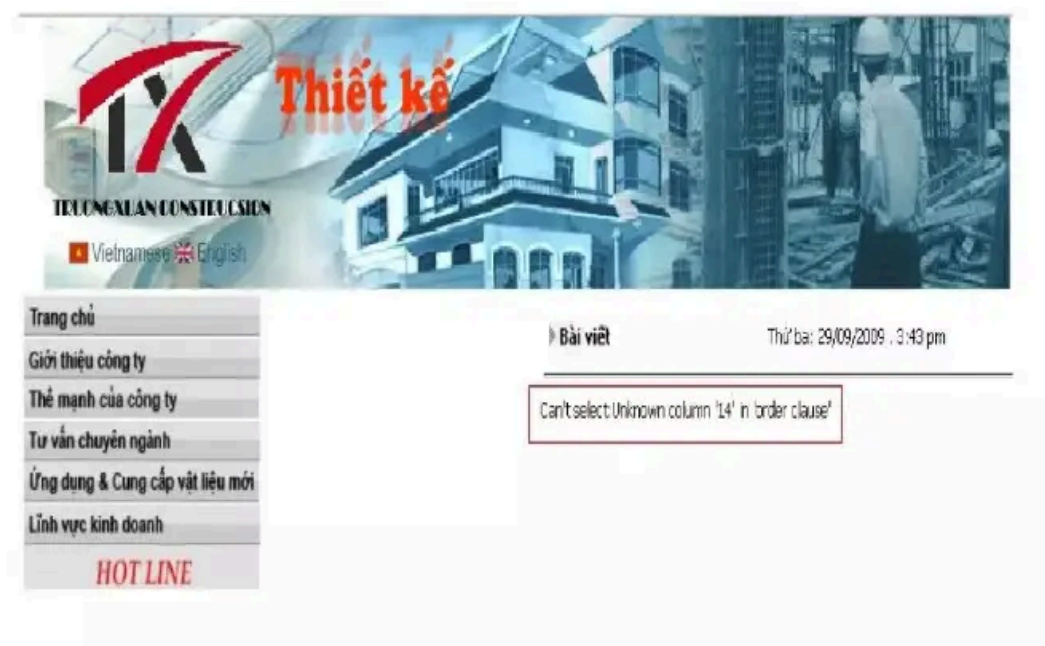 Thiết kế
TRUONGXUAN CONSTRUCSION
Vietnamese English
Trang chủ
Giới thiệu công ty
Thế mạnh của công ty
Tư vấn chuyên ngành
Ứng dụng & Cung cấp vật liệu mới
Lĩnh vực kinh doanh
HOT LINE
Bài viết
Thứ ba: 29/09/2009 . 3:43 pm
Can't select Unknown column '14' in 'order clause'